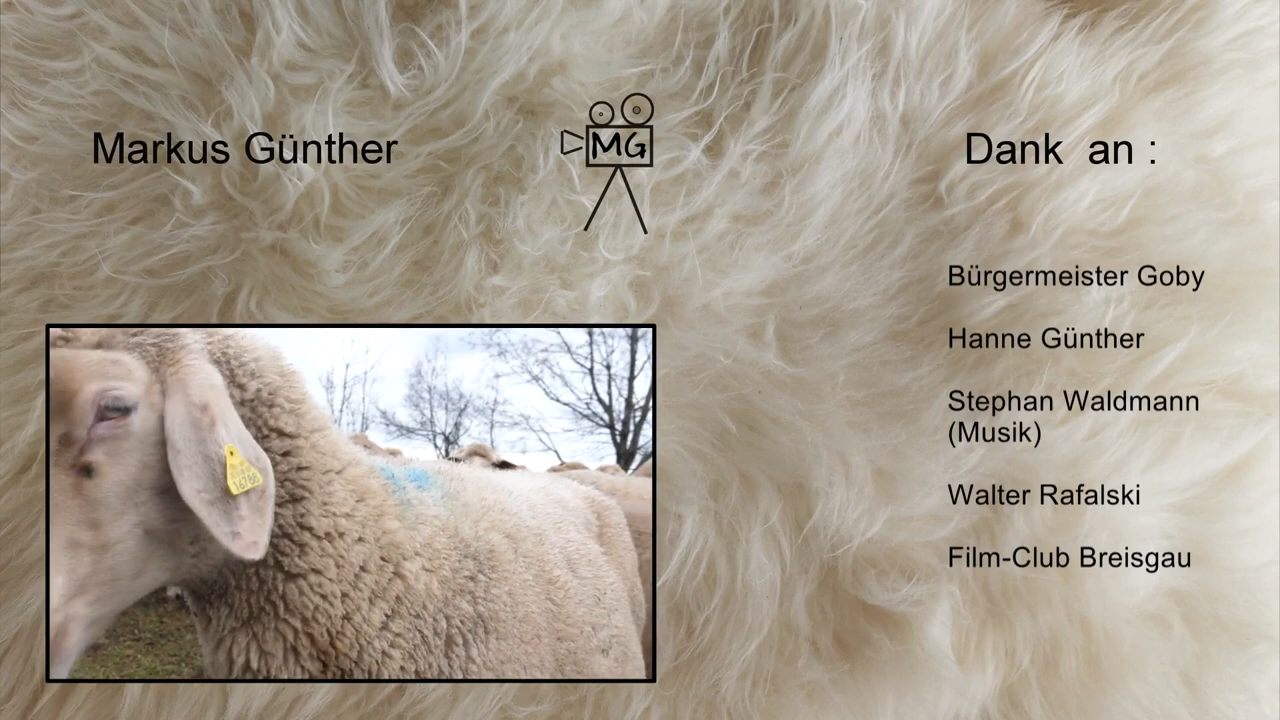 Markus Günther
MG
Dank an :
Bürgermeister Goby
Hanne Günther
Stephan Waldmann
(Musik)
Walter Rafalski
Film-Club Breisgau